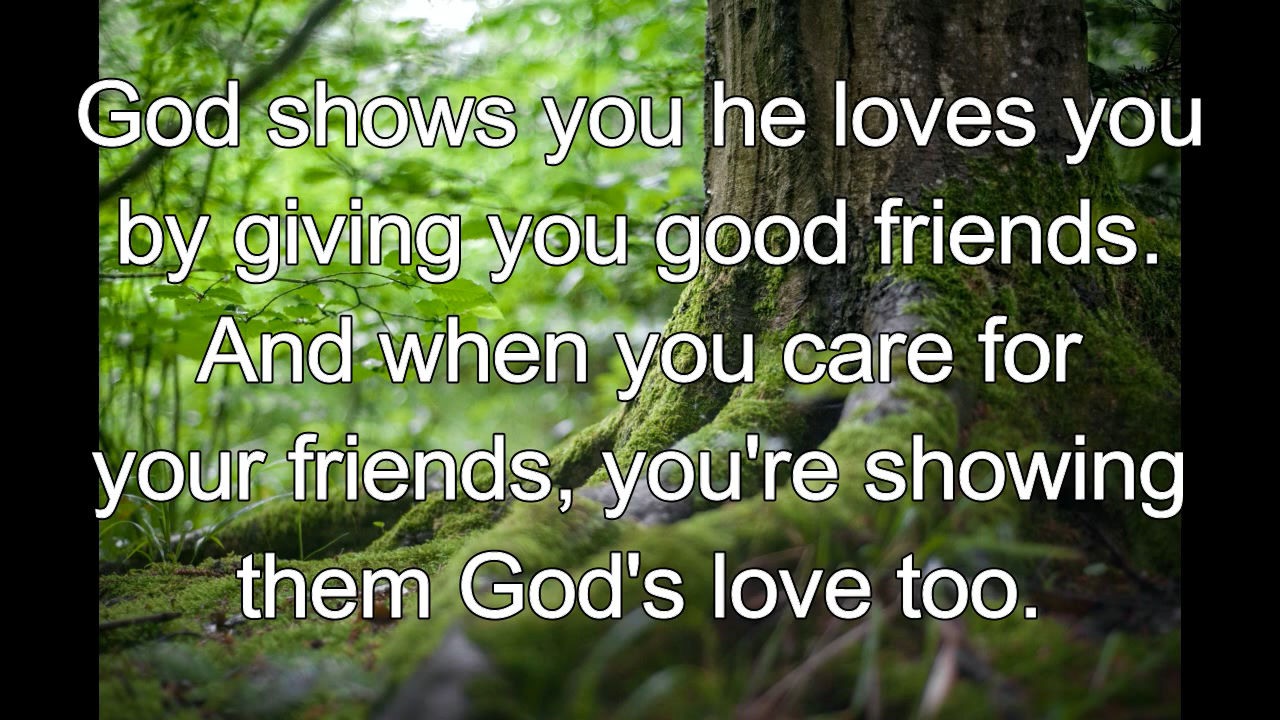 God shows you he loves you
by giving you good friends.
And when you care for
your friends, you're showing
them God's love too.